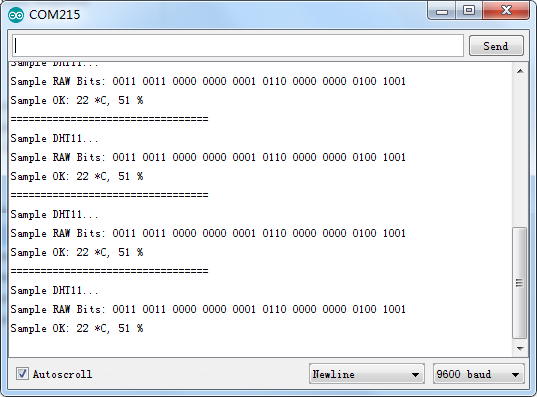 COM215
Send
Sample DHT11...
Sample RAW Bits: 0011 0011 0000 0000 0001 0110 0000 0000 0100 1001
Sample OK: 22 *C, 51 %
=================================
Sample DHT11...
Sample RAW Bits: 0011 0011 0000 0000 0001 0110 0000 0000 0100 1001
Sample OK: 22 *C, 51 %
=================================
Sample DHT11...
Sample RAW Bits: 0011 0011 0000 0000 0001 0110 0000 0000 0100 1001
Sample OK: 22 *C, 51 %
=================================
Sample DHT11...
Sample RAW Bits: 0011 0011 0000 0000 0001 0110 0000 0000 0100 1001
Sample OK: 22 *C, 51 %
Autoscroll
Newline
9600 baud